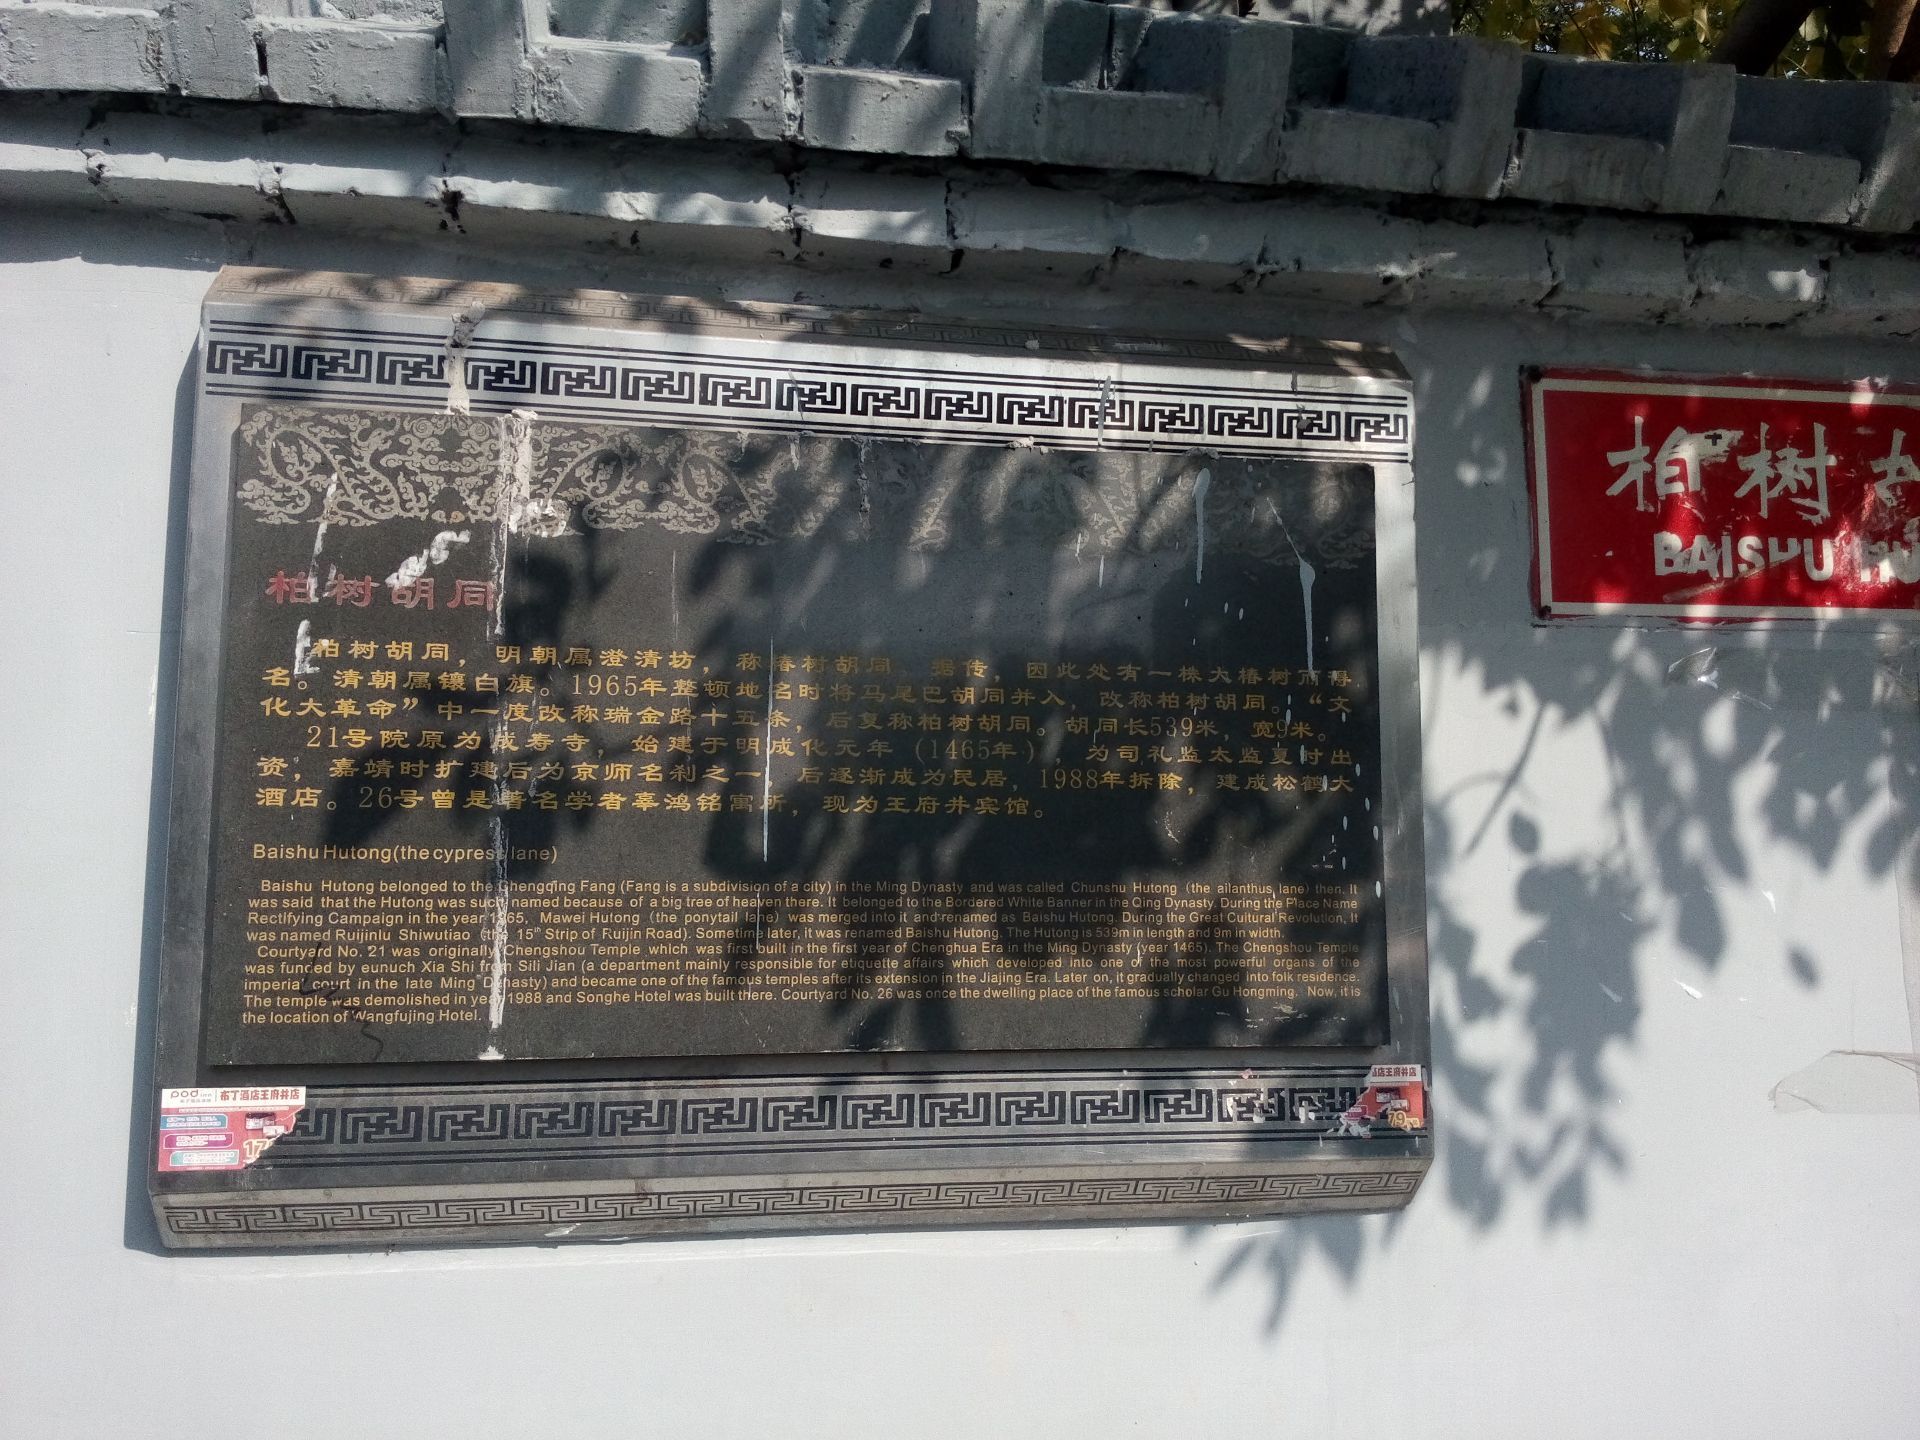 柏树胡同
柏树胡同，明朝属澄清坊，称椿树胡同。据传，因此处有一株大椿树而得
名。清朝属镶白旗。1965年整顿地名时将马尾巴胡同并入，改称柏树胡同。“文
化大革命”中一度改称瑞金路十五条，后复称柏树胡同。胡同长539米，宽9米。
21号院原为成寿寺，始建于明成化元年（1465年），为司礼监太监夏时出
资，嘉靖时扩建后为京师名刹之一，后逐渐成为民居，1988年拆除，建成松鹤大
酒店。26号曾是著名学者辜鸿铭寓所，现为王府井宾馆。
Baishu Hutong(the cypress lane)
Baishu Hutong belonged to the Chengqing Fang (Fang is a subdivision of a city) in the Ming Dynasty and was called Chunshu Hutong (the ailanthus lane) then. It
was said that the Hutong was such named because of a big tree of heaven there. It belonged to the Bordered White Banner in the Qing Dynasty. During the Place Name
Rectifying Campaign in the year 1965, Mawei Hutong (the ponytail lane) was merged into it and renamed as Baishu Hutong. During the Great Cultural Revolution, it
was named Ruijinlu Shiwutiao (the 15th Strip of Ruijin Road). Sometime later, it was renamed Baishu Hutong. The Hutong is 539m in length and 9m in width.
Courtyard No. 21 was originally Chengshou Temple which was first built in the first year of Chenghua Era in the Ming Dynasty (year 1465). The Chengshou Temple
was funded by eunuch Xia Shi from Sili Jian (a department mainly responsible for etiquette affairs which developed into one of the most powerful organs of the
imperial court in the late Ming Dynasty) and became one of the famous temples after its extension in the Jiajing Era. Later on, it gradually changed into folk residence.
The temple was demolished in year 1988 and Songhe Hotel was built there. Courtyard No. 26 was once the dwelling place of the famous scholar Gu Hongming. Now, it is
the location of Wangfujing Hotel.
柏树胡
BAISHU HU
pod inn 布丁酒店王府井店
酒店王府井店